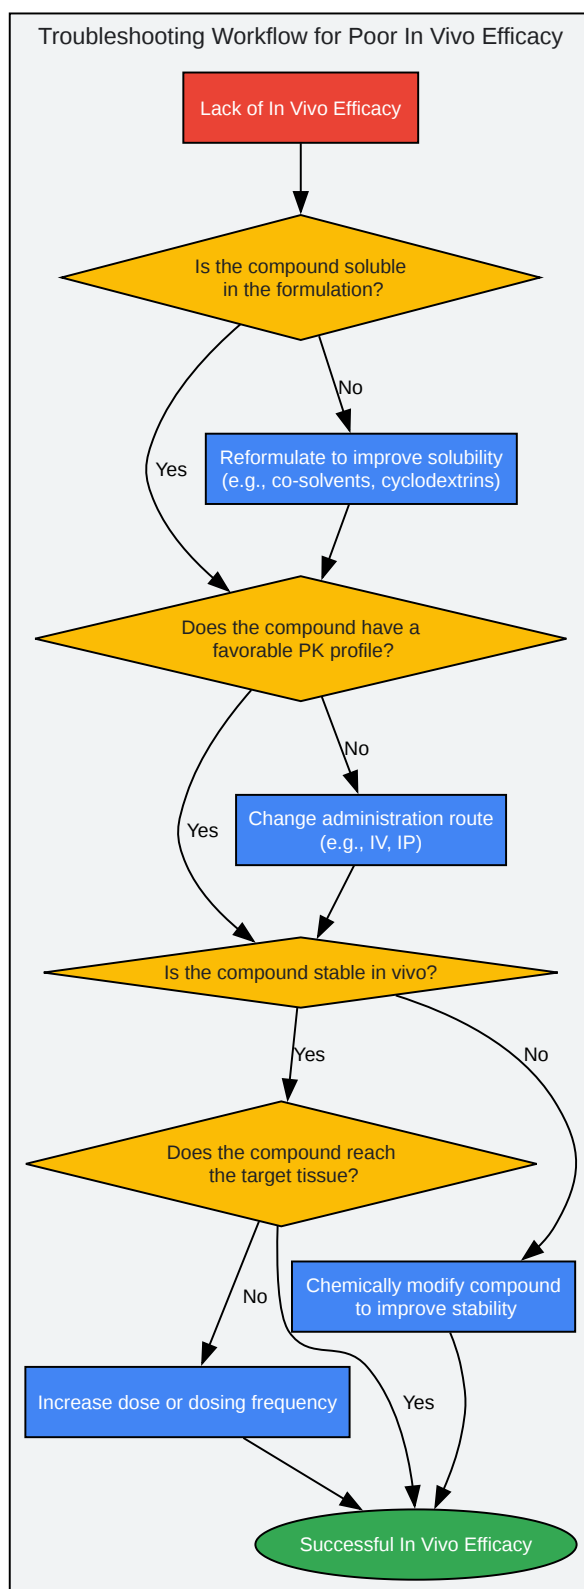 Troubleshooting Workflow for Poor In Vivo Efficacy
Lack of In Vivo Efficacy
Is the compound soluble
in the formulation?
No
Yes
Reformulate to improve solubility
(e.g., co-solvents, cyclodextrins)
Does the compound have a
favorable PK profile?
No
Yes
Change administration route
(e.g., IV, IP)
Is the compound stable in vivo?
Yes
No
Does the compound reach
the target tissue?
No
Chemically modify compound
to improve stability
Increase dose or dosing frequency
Yes
Successful In Vivo Efficacy